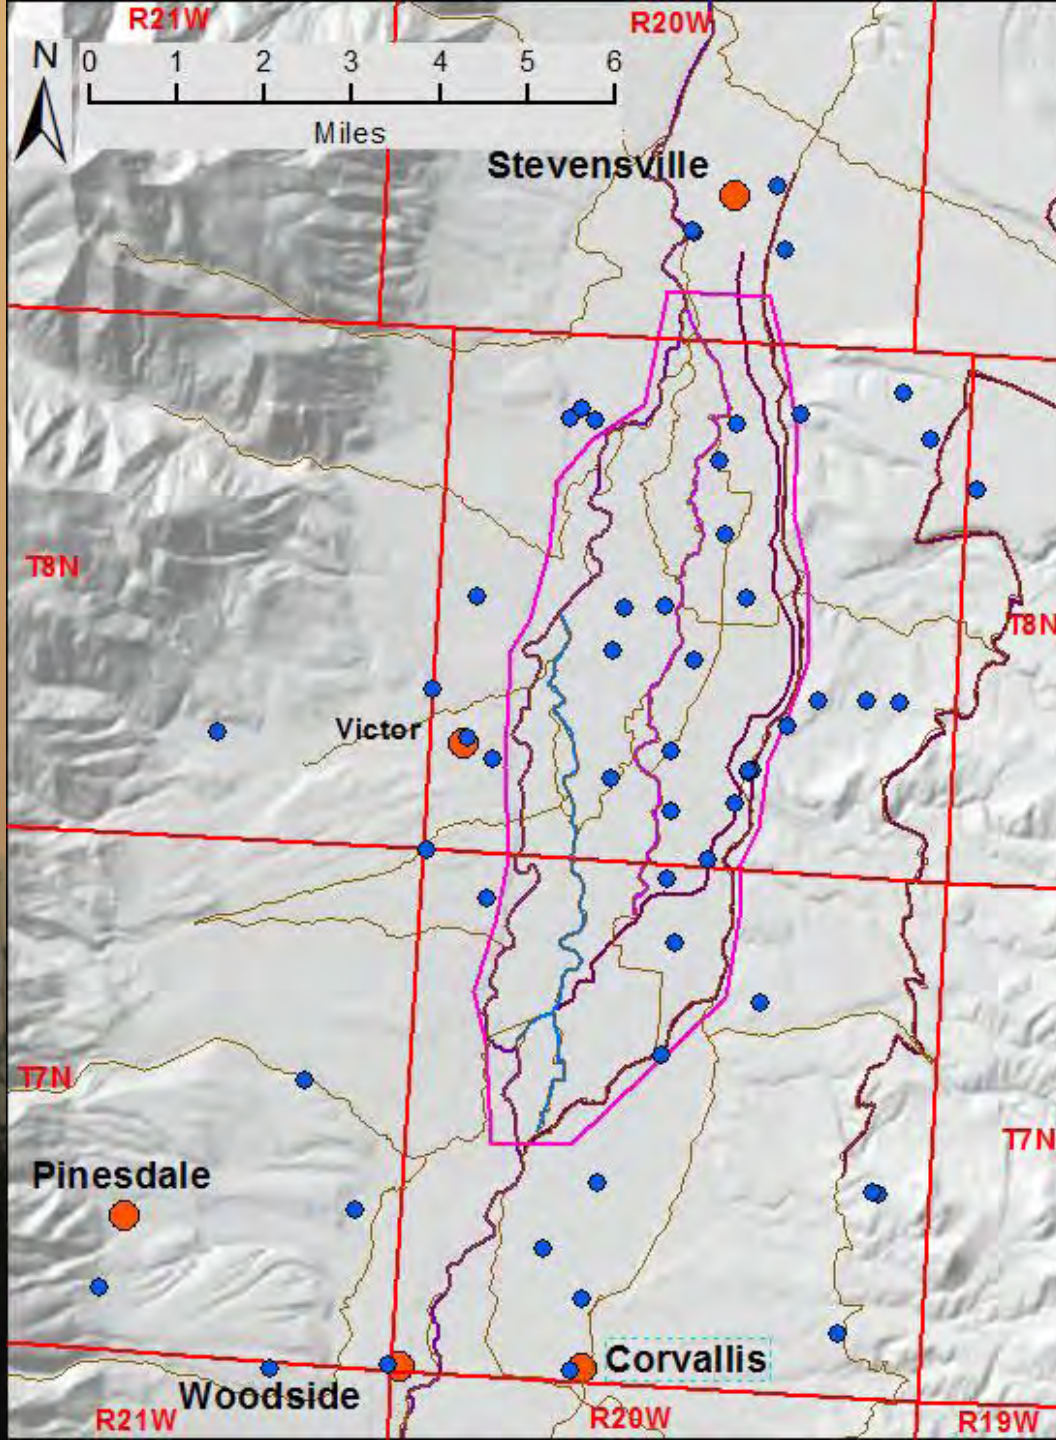 R21W
R20W
N
0 1 2 3 4 5 6
Miles
Stevensville
T8N
T8N
Victor
T7N
T7N
Pinesdale
Corvallis
Woodside
R21W
R20W
R19W